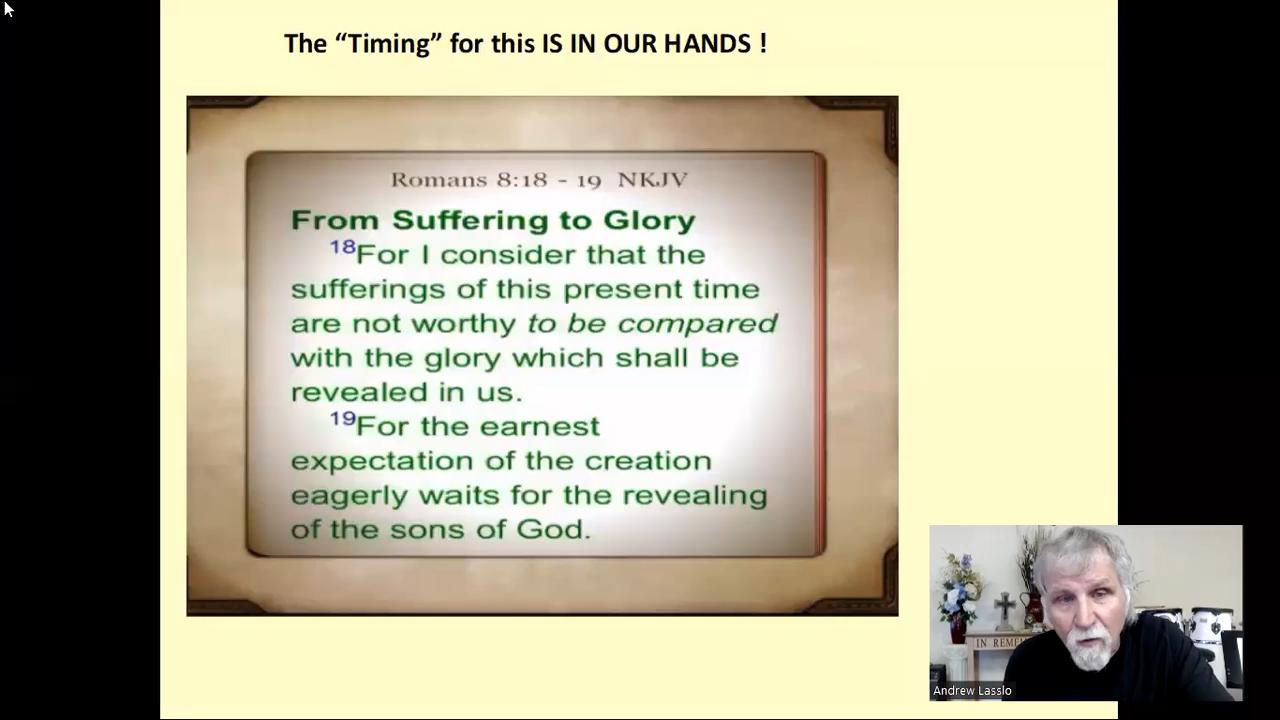 The “Timing” for this IS IN OUR HANDS !
Romans 8:18 - 19 NKJV
From Suffering to Glory
18For I consider that the
sufferings of this present time
are not worthy to be compared
with the glory which shall be
revealed in us.
19For the earnest
expectation of the creation
eagerly waits for the revealing
of the sons of God.
IN REME
Andrew Lasslo